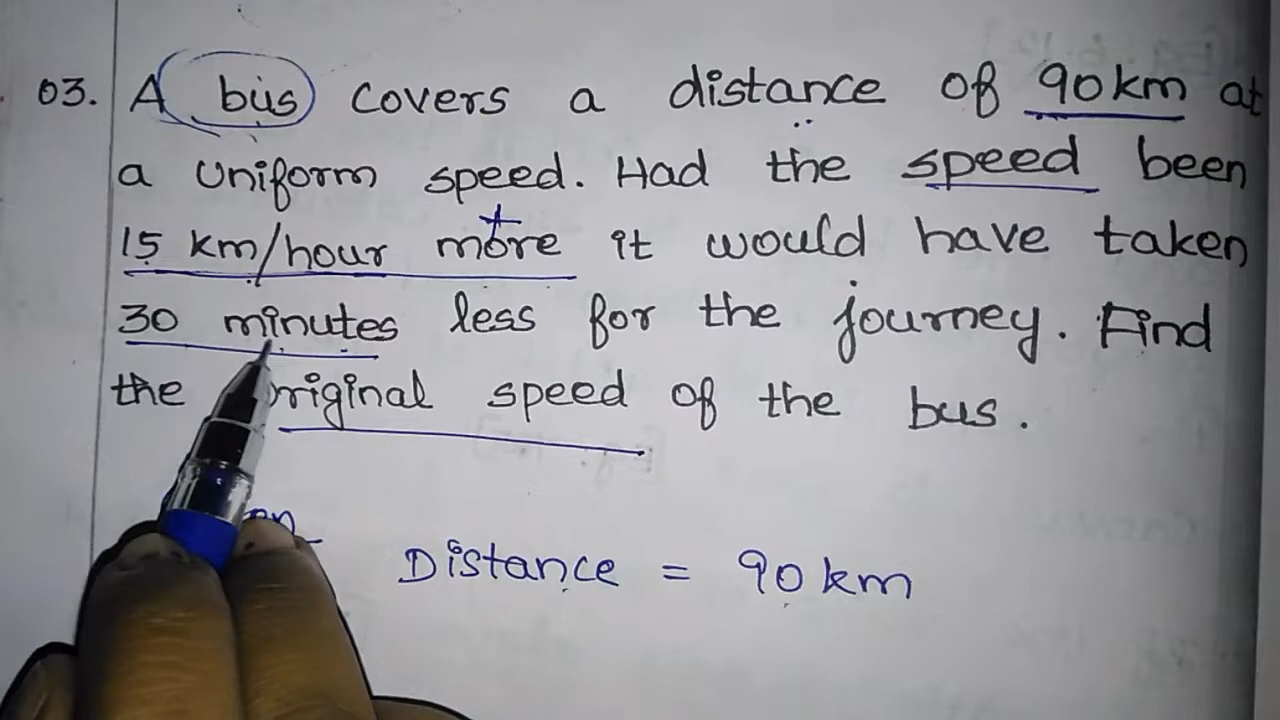 03. A bus covers a distance of 90km at
a uniform speed. Had the speed been
15 km/hour more it would have taken
30 minutes less for the journey. Find
the original speed of the bus.
Distance = 90km